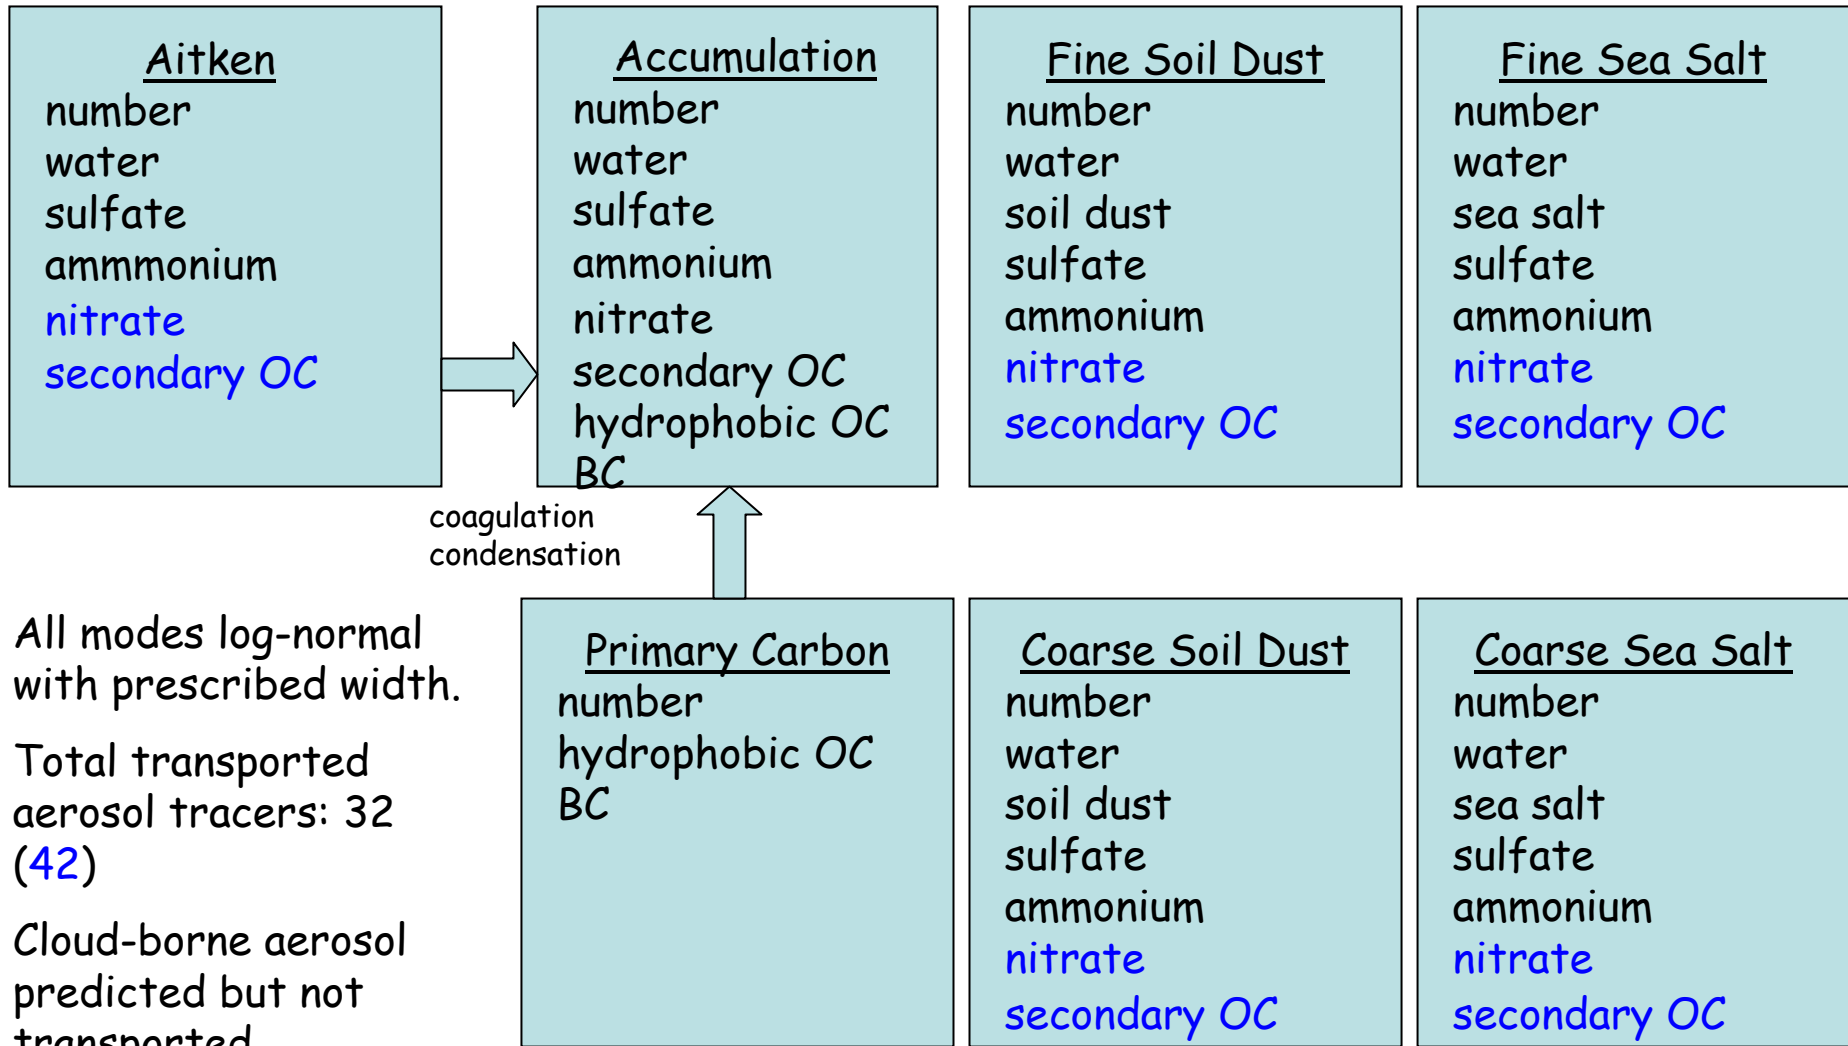 Aitken
number
water
sulfate
ammmonium
nitrate
secondary OC
Accumulation
number
water
sulfate
ammonium
nitrate
secondary OC
hydrophobic OC
BC
Fine Soil Dust
number
water
soil dust
sulfate
ammonium
nitrate
secondary OC
Fine Sea Salt
number
water
sea salt
sulfate
ammonium
nitrate
secondary OC
coagulation
condensation
All modes log-normal
with prescribed width.
Total transported
aerosol tracers: 32
(42)
Cloud-borne aerosol
predicted but not
transported
Primary Carbon
number
hydrophobic OC
BC
Coarse Soil Dust
number
water
soil dust
sulfate
ammonium
nitrate
secondary OC
Coarse Sea Salt
number
water
sea salt
sulfate
ammonium
nitrate
secondary OC